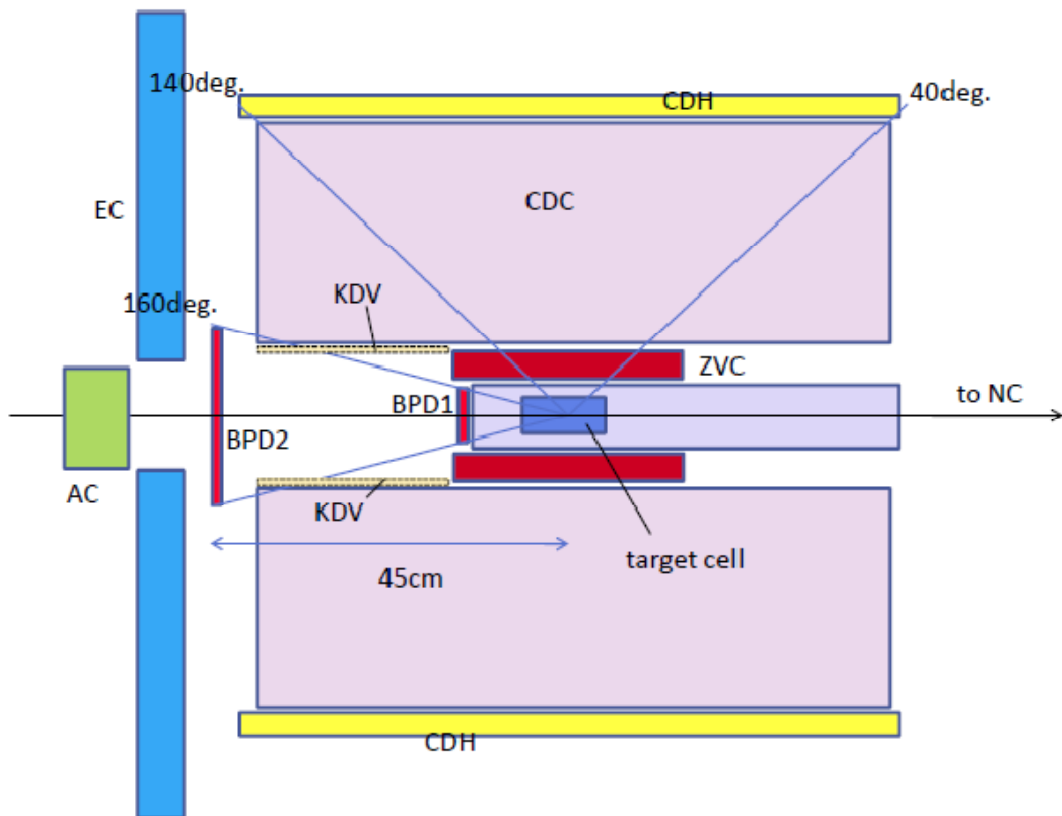 140deg.
CDH
40deg.
EC
CDC
160deg.
KDV
ZVC
BPD1
to NC
BPD2
AC
KDV
target cell
45cm
CDH